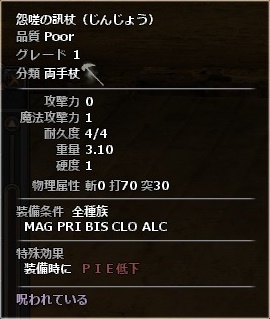 怨嗟の訊杖（じんじょう）
品質 Poor
グレード 1
分類 両手杖
攻撃力 0
魔法攻撃力 1
耐久度 4/4
重量 3.10
硬度 1
物理属性 斬0 打70 突30
装備条件 全種族
MAG PRI BIS CLO ALC
特殊効果
装備時に ＰＩＥ低下
呪われている